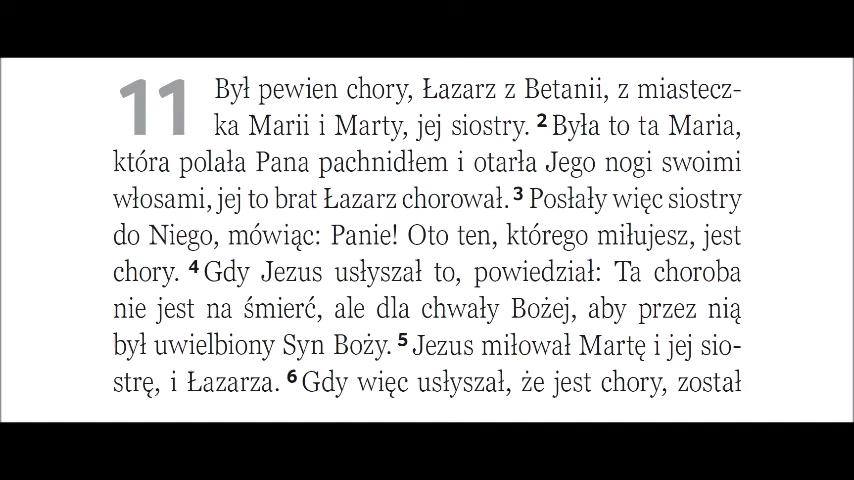 11 Był pewien chory, Łazarz z Betanii, z miastecz-
ka Marii i Marty, jej siostry. 2 Była to ta Maria,
która polała Pana pachnidłem i otarła Jego nogi swoimi
włosami, jej to brat Łazarz chorował. 3 Posłały więc siostry
do Niego, mówiąc: Panie! Oto ten, którego miłujesz, jest
chory. 4 Gdy Jezus usłyszał to, powiedział: Ta choroba
nie jest na śmierć, ale dla chwały Bożej, aby przez nią
był uwielbiony Syn Boży. 5 Jezus miłował Martę i jej sio-
strę, i Łazarza. 6 Gdy więc usłyszał, że jest chory, został